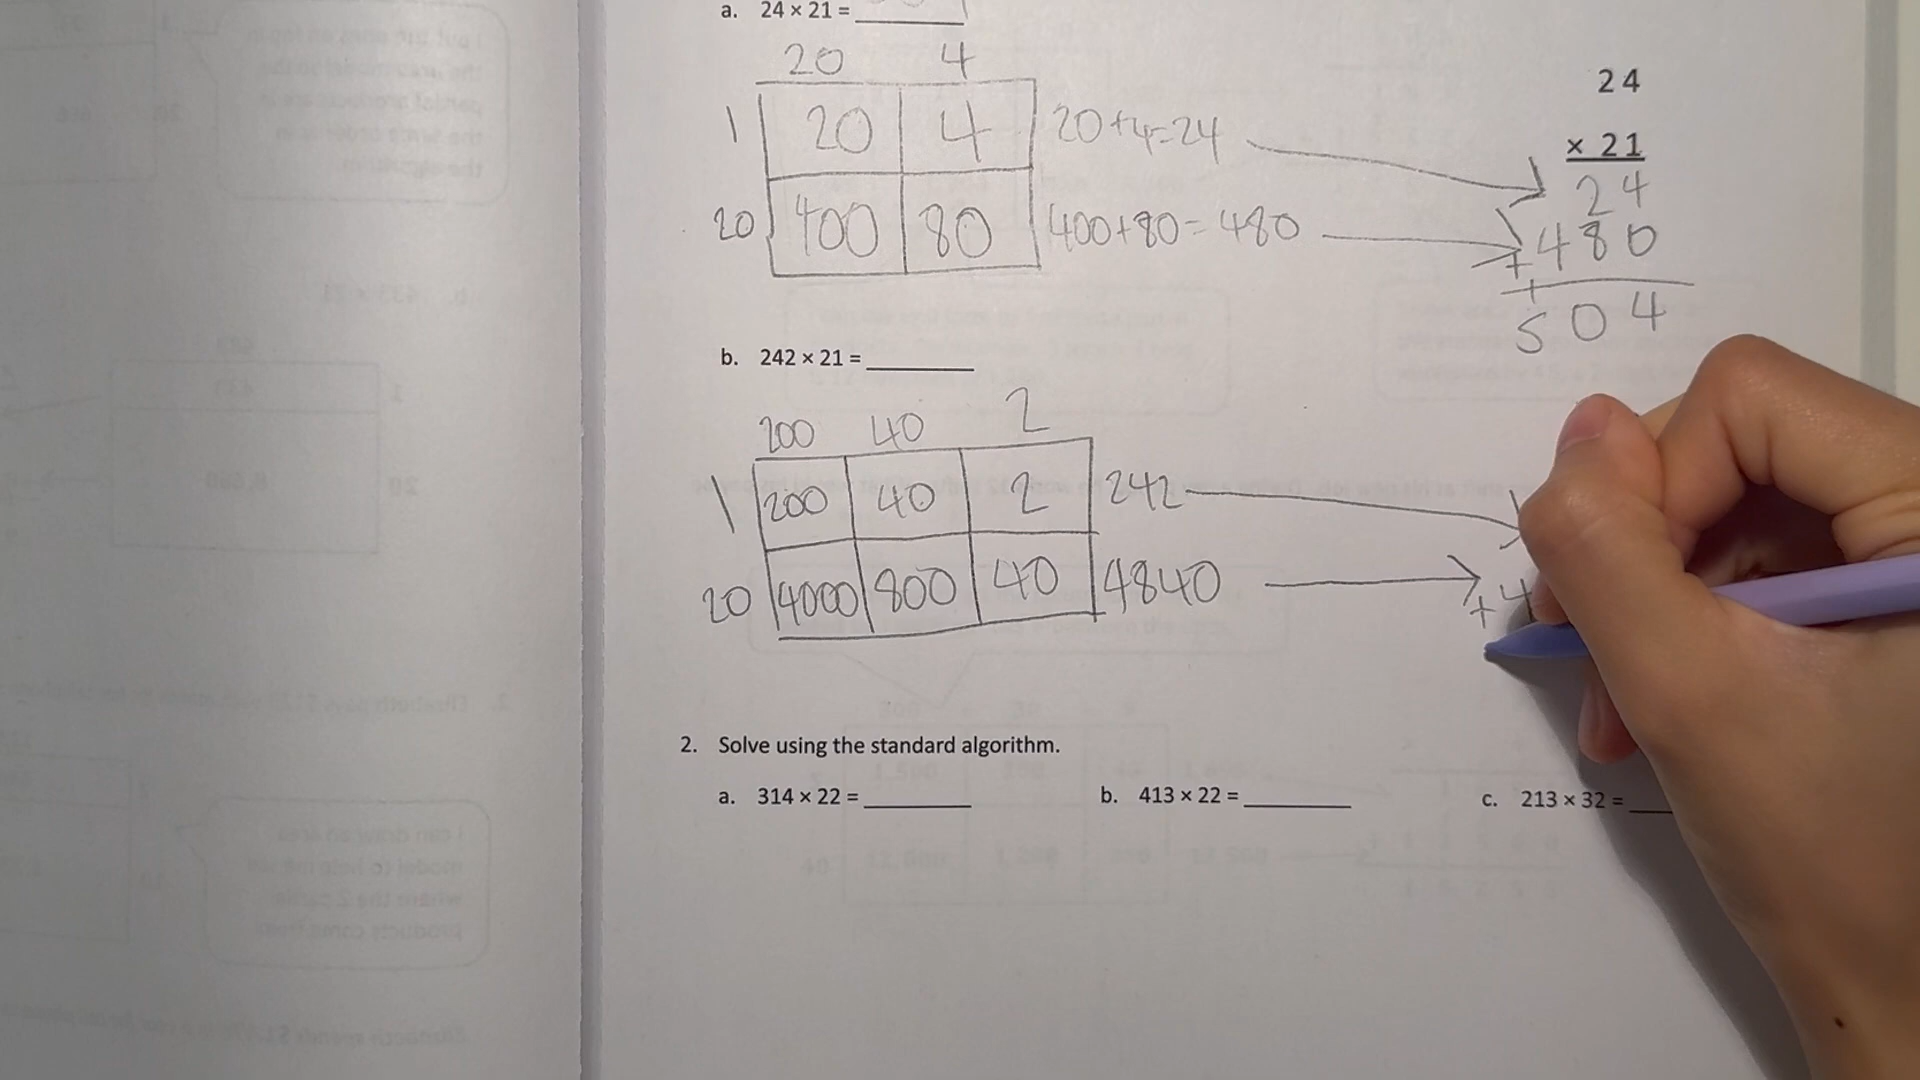 a. 24 × 21 = ________
20 4
1 20 4 20+4=24
20 400 80 400+80=480
24
× 21
24
+ 480
504
b. 242 × 21 = ________
200 40 2
1 200 40 2 242
20 4000 800 40 4840
+ 4
2. Solve using the standard algorithm.
a. 314 × 22 = ________
b. 413 × 22 = ________
c. 213 × 32 = ____